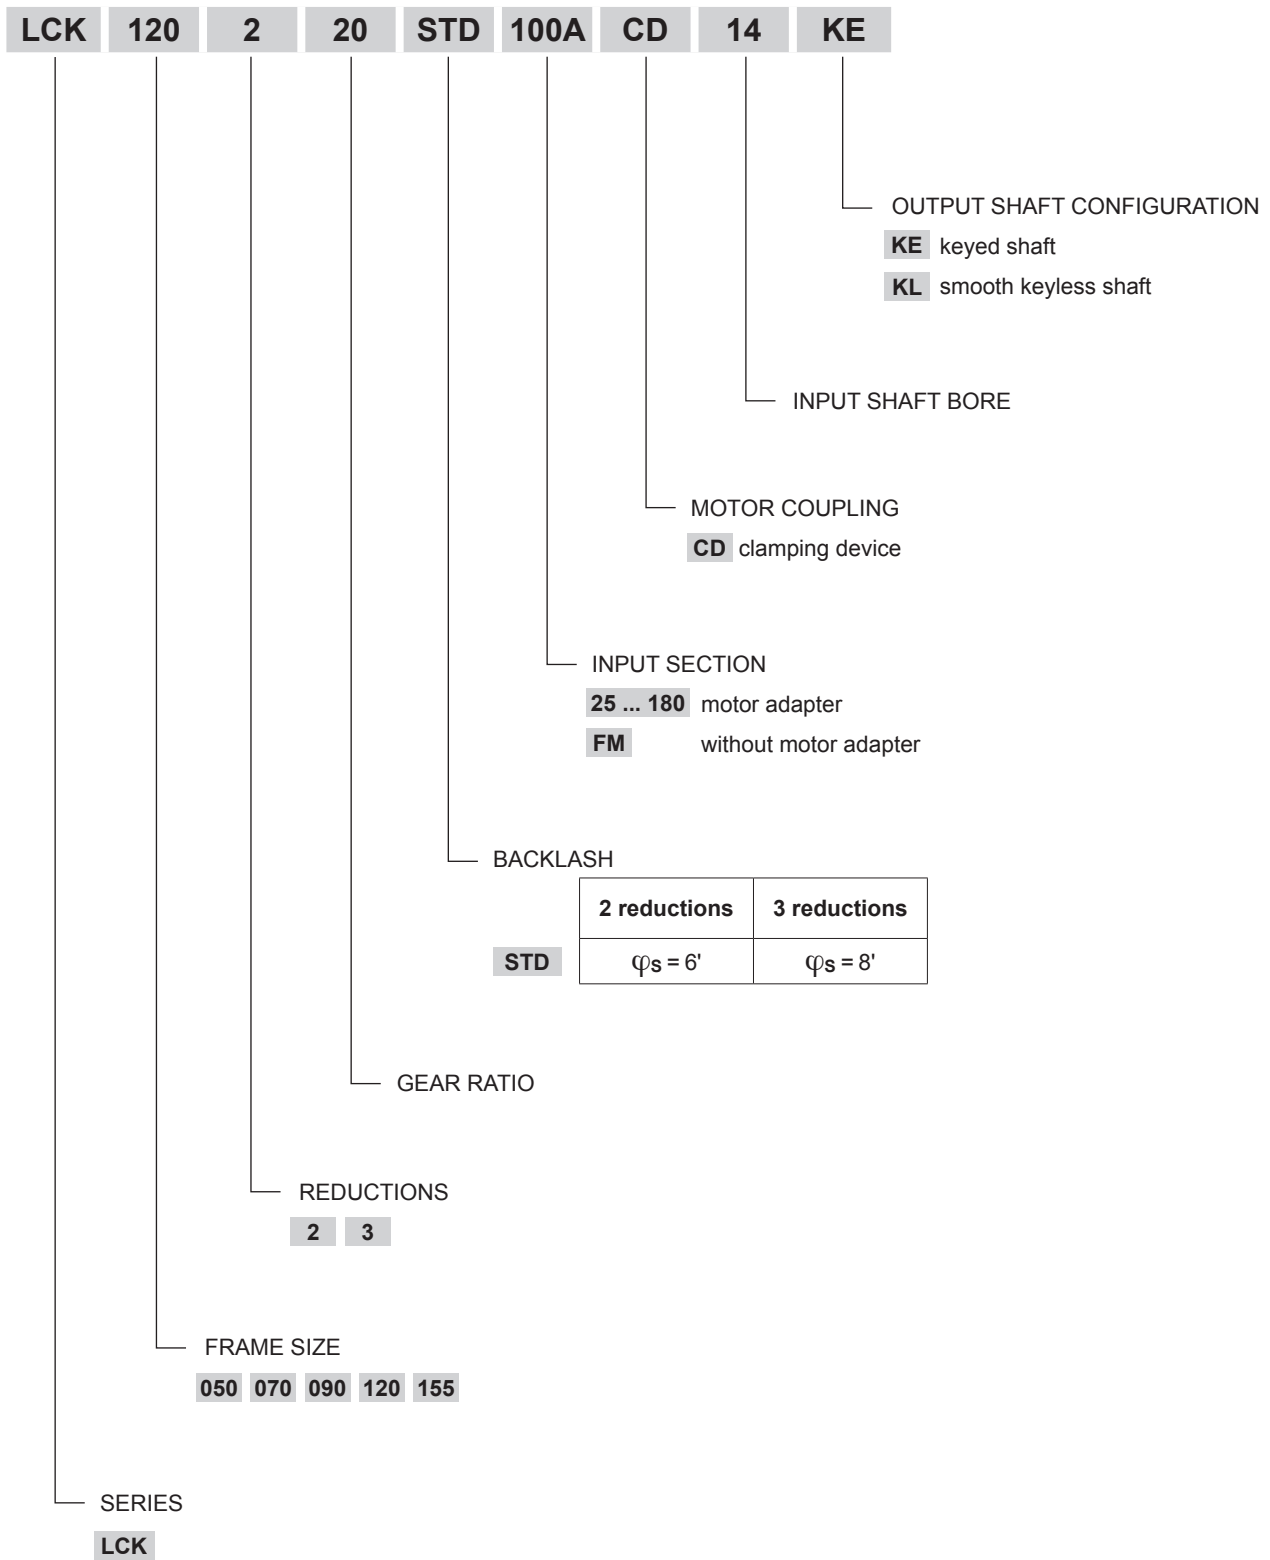 LCK 120 2 20 STD 100A CD 14 KE
OUTPUT SHAFT CONFIGURATION
KE keyed shaft
KL smooth keyless shaft
INPUT SHAFT BORE
MOTOR COUPLING
CD clamping device
INPUT SECTION
25 ... 180 motor adapter
FM without motor adapter
BACKLASH
2 reductions 3 reductions
STD φs = 6' φs = 8'
GEAR RATIO
REDUCTIONS
2 3
FRAME SIZE
050 070 090 120 155
SERIES
LCK